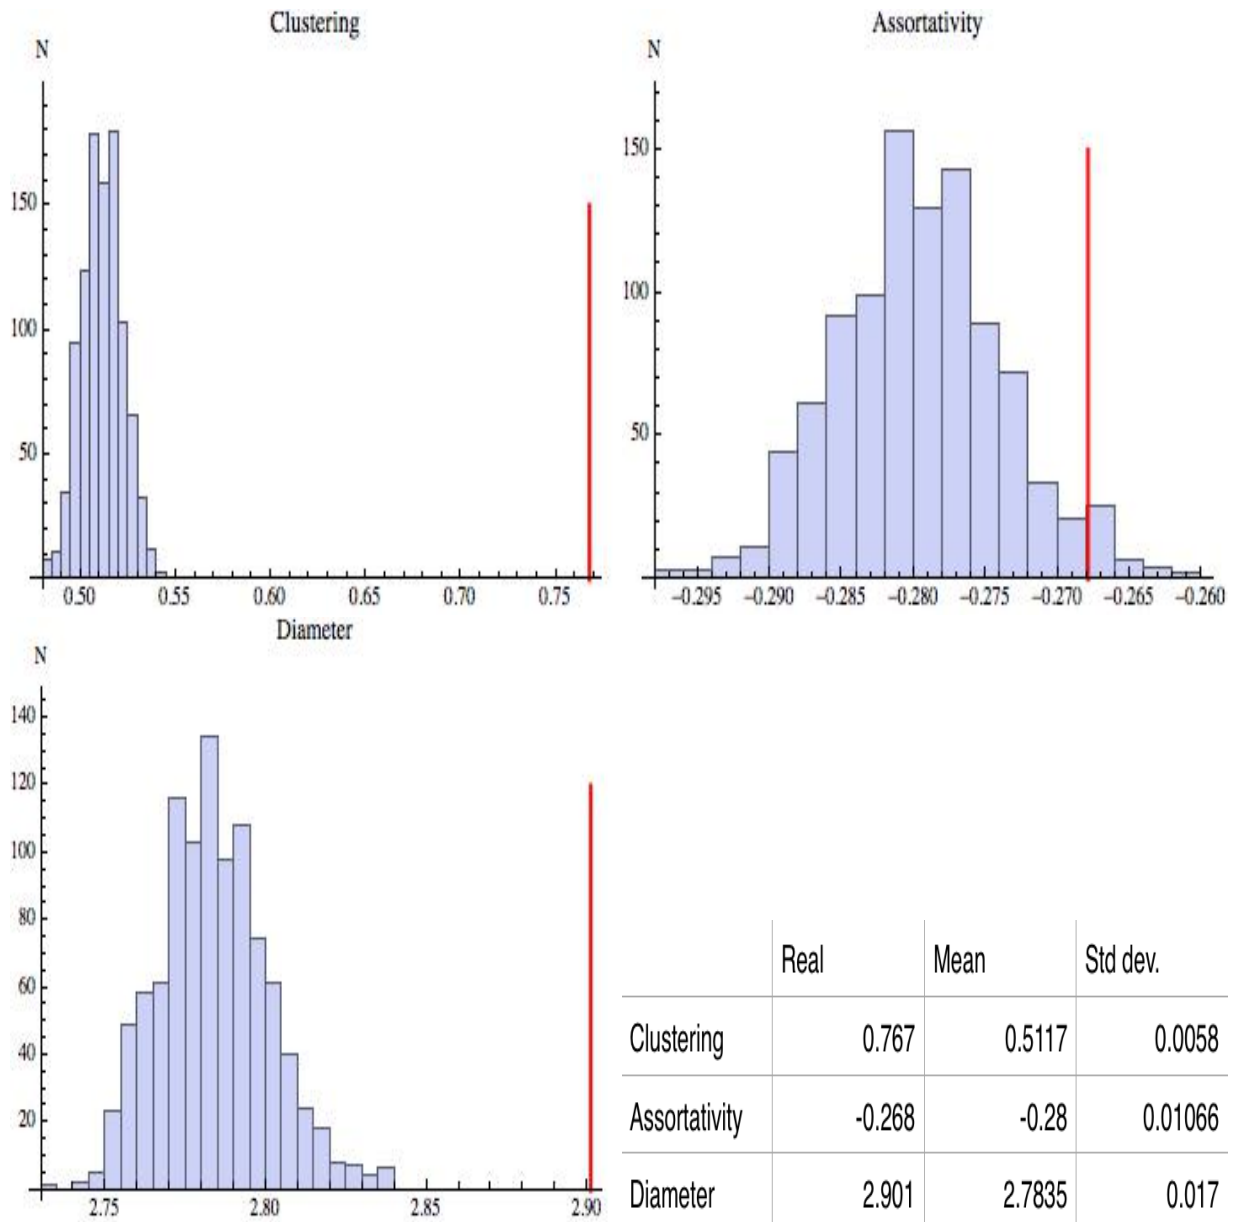 Clustering
N
150
100
50
0.50 0.55 0.60 0.65 0.70 0.75
Assortativity
N
150
100
50
−0.295 −0.290 −0.285 −0.280 −0.275 −0.270 −0.265 −0.260
Diameter
N
140
120
100
80
60
40
20
2.75 2.80 2.85 2.90
Real Mean Std dev.
Clustering 0.767 0.5117 0.0058
Assortativity -0.268 -0.28 0.01066
Diameter 2.901 2.7835 0.017